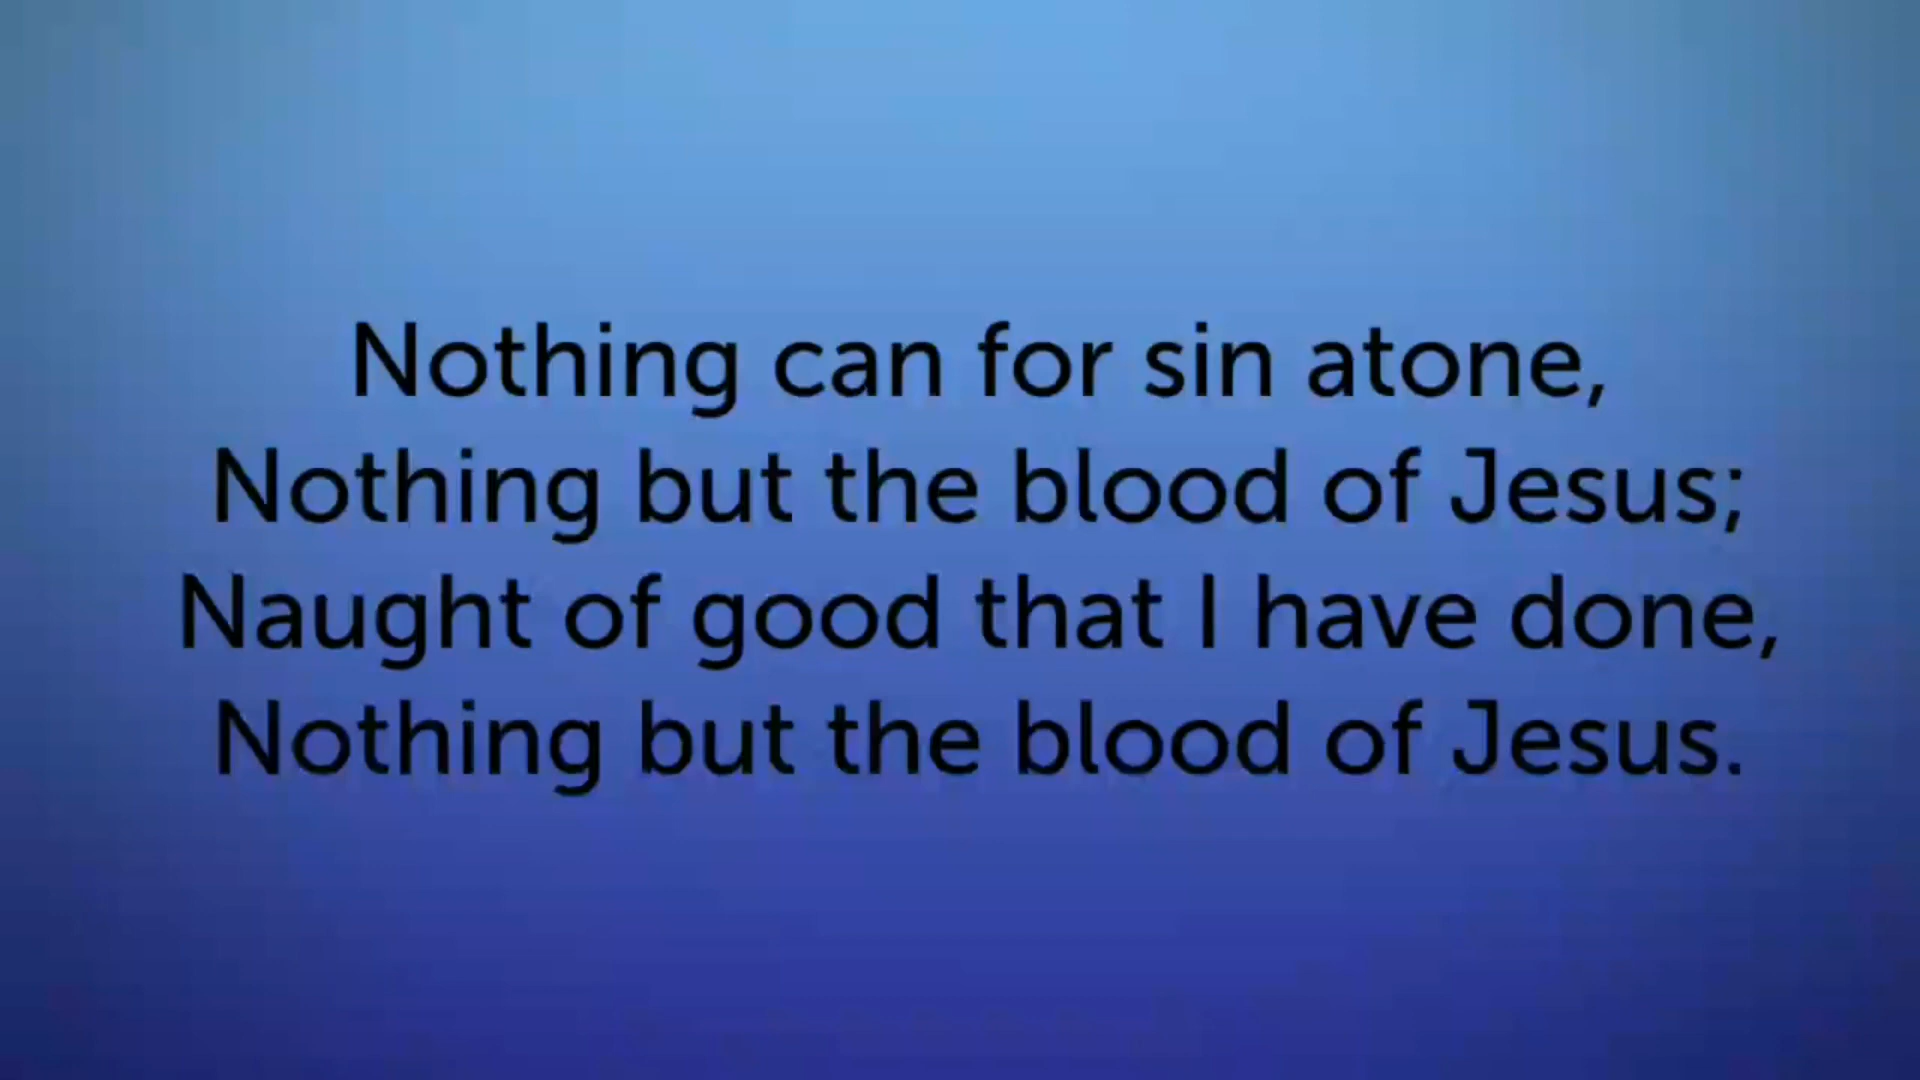 Nothing can for sin atone,
Nothing but the blood of Jesus;
Naught of good that I have done,
Nothing but the blood of Jesus.